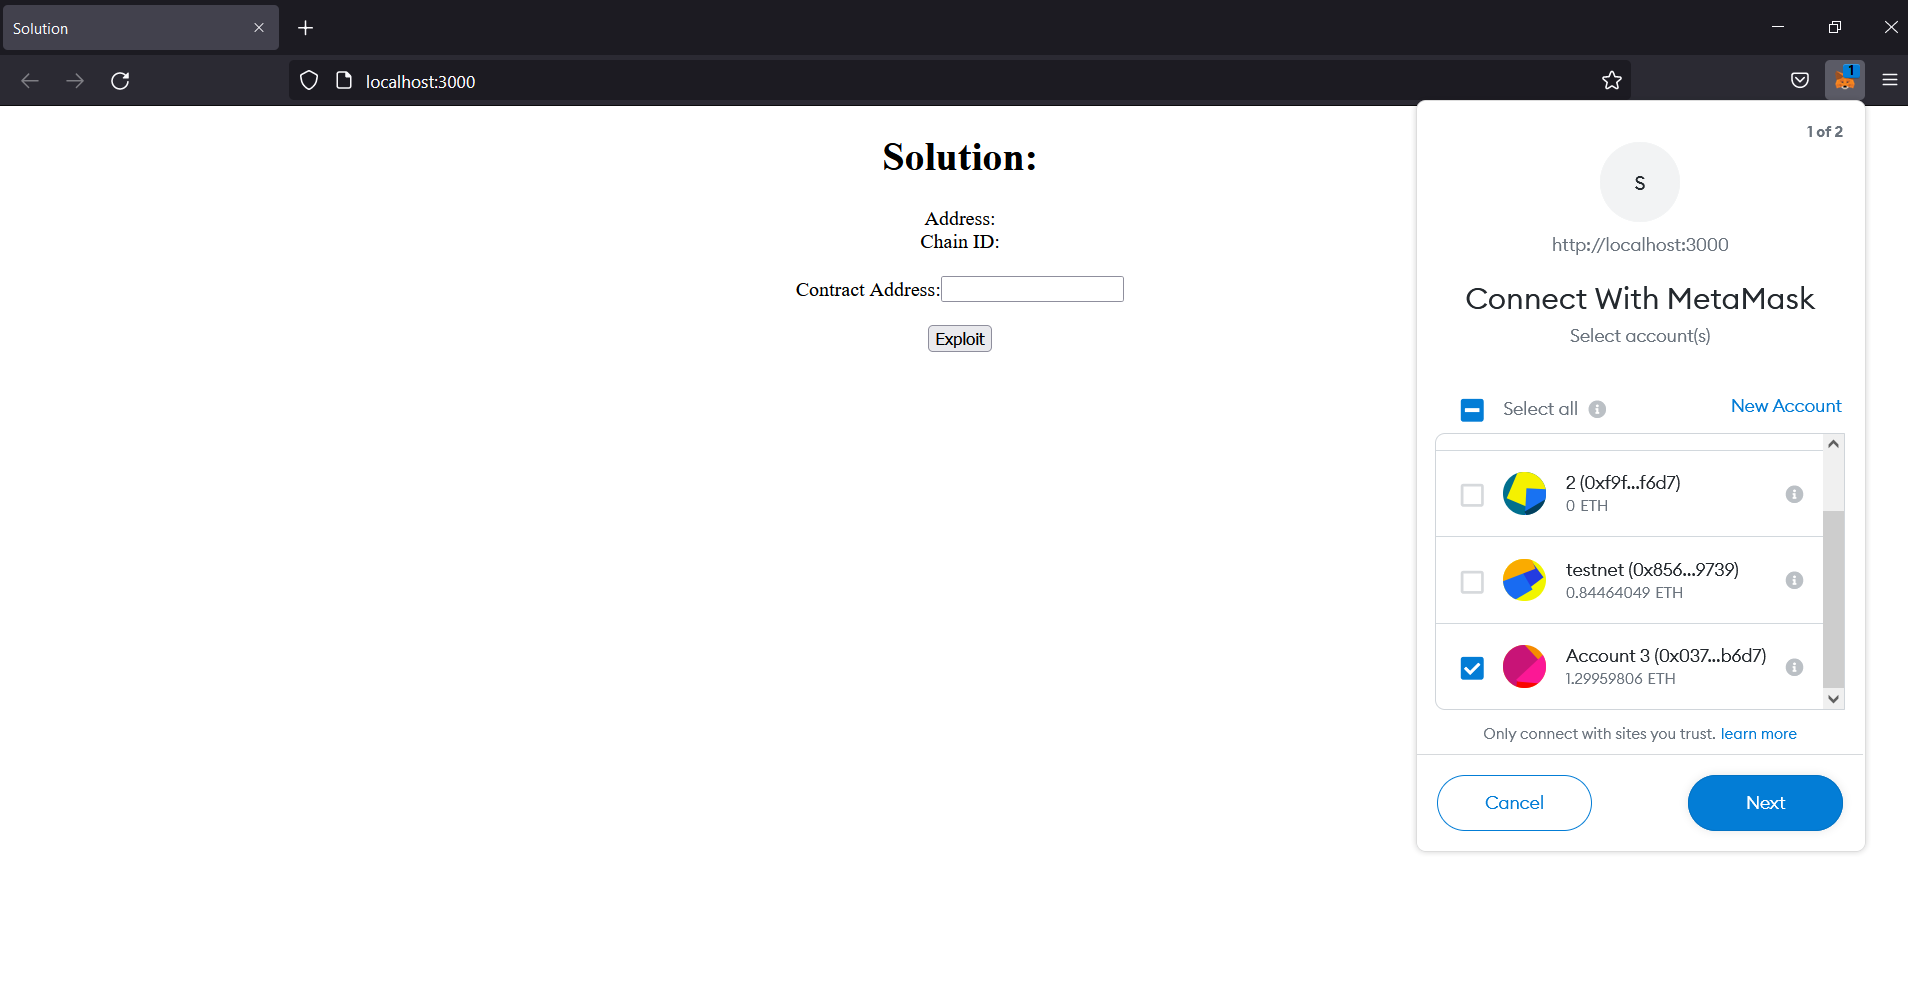 Solution
localhost:3000
1
Solution:
Address:
Chain ID:
Contract Address:
Exploit
1 of 2
S
http://localhost:3000
Connect With MetaMask
Select account(s)
Select all
New Account
2 (0xf9f...f6d7)
0 ETH
testnet (0x856...9739)
0.84464049 ETH
Account 3 (0x037...b6d7)
1.29959806 ETH
Only connect with sites you trust. learn more
Cancel
Next